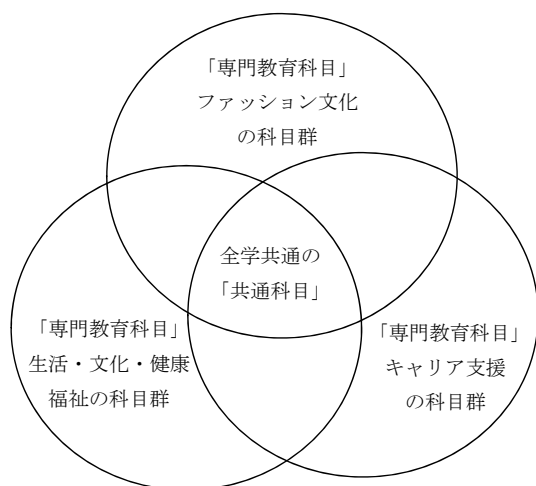 「専門教育科目」
ファッション文化
の科目群
全学共通の
「共通科目」
「専門教育科目」
生活・文化・健康
福祉の科目群
「専門教育科目」
キャリア支援
の科目群